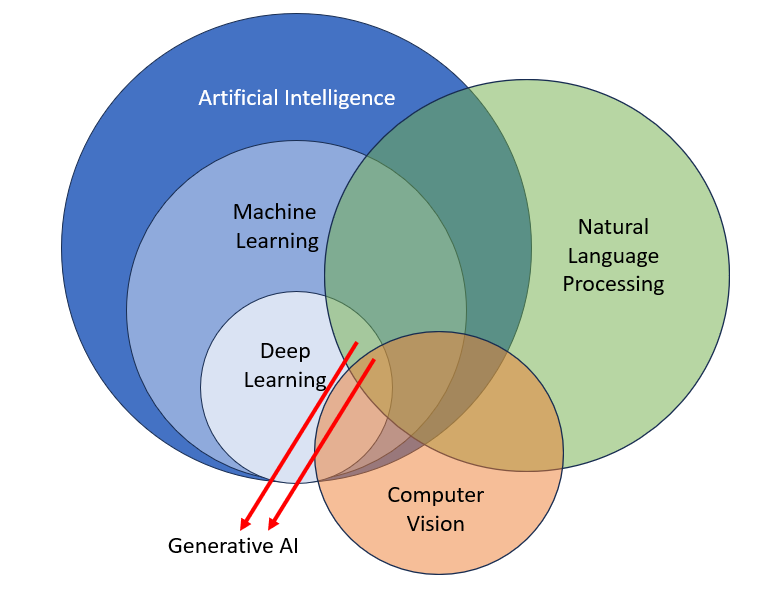 Artificial Intelligence
Machine
Learning
Natural
Language
Processing
Deep
Learning
Computer
Vision
Generative AI